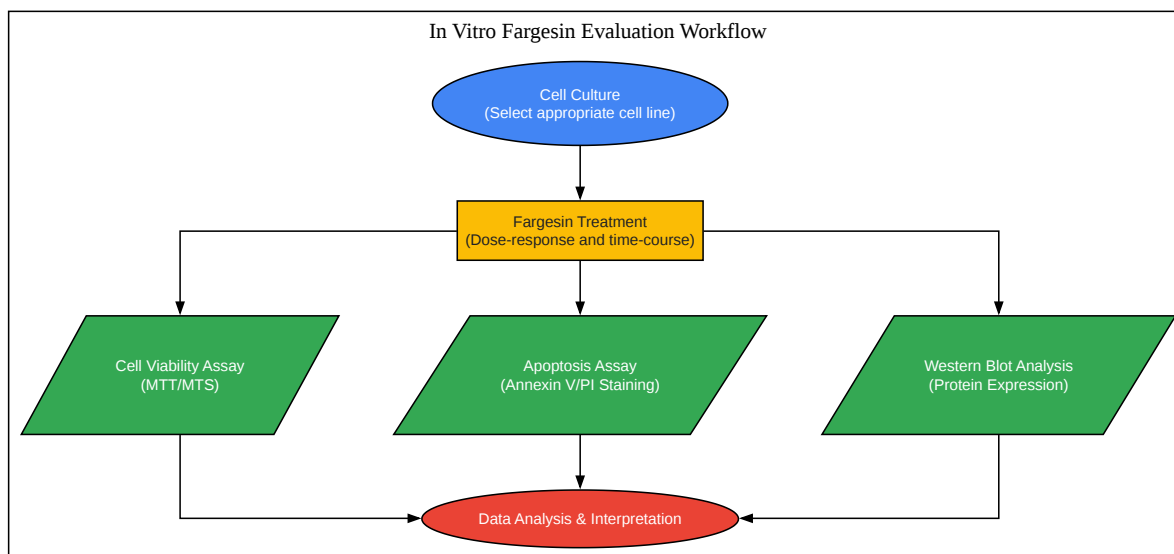 In Vitro Fargesin Evaluation Workflow
Cell Culture
(Select appropriate cell line)
Fargesin Treatment
(Dose-response and time-course)
Cell Viability Assay
(MTT/MTS)
Apoptosis Assay
(Annexin V/PI Staining)
Western Blot Analysis
(Protein Expression)
Data Analysis & Interpretation